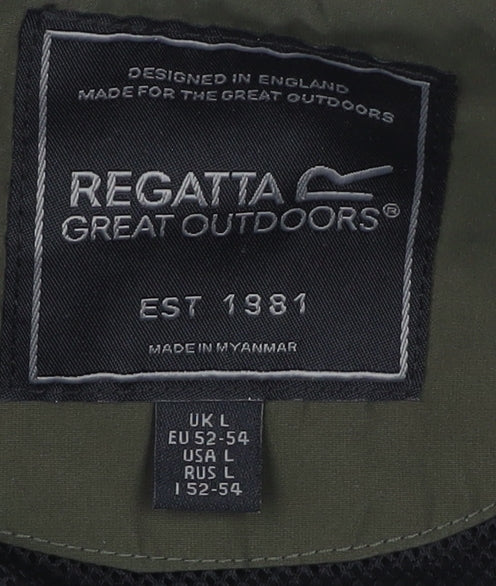 DESIGNED IN ENGLAND
MADE FOR THE GREAT OUTDOORS
REGATTA
GREAT OUTDOORS®
EST 1981
MADE IN MYANMAR
UK L
EU 52-54
USA L
RUS L
I 52-54